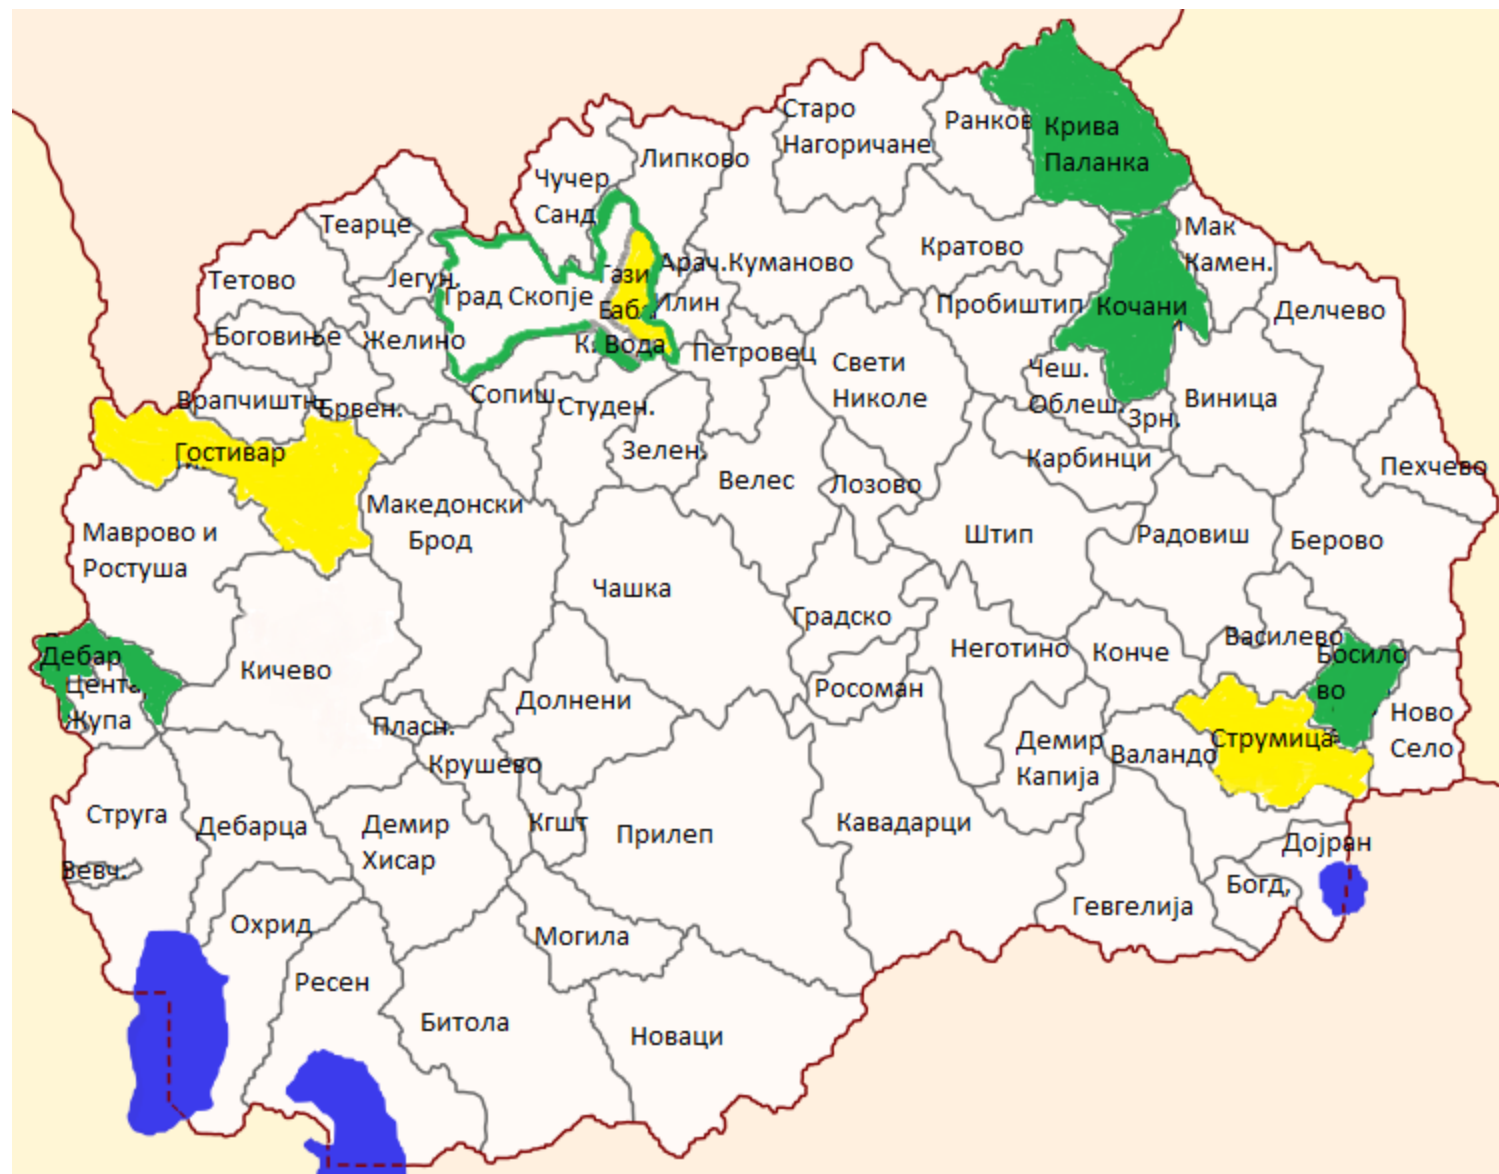 Старо
Нагоричане
Ранков
Крива
Паланка
Липково
Чучер
Санд
Теарце
Мак
Камен.
Кратово
Арач.
Куманово
Тетово
Јегун.
Гази
Баба
Град Скопје
Илин
Пробиштип
Кочани
Делчево
Боговиње
Желино
К. Вода
Петровец
Свети
Николе
Чеш.
Облеш.
Врапчиштн
Брвен.
Сопиш.
Студен.
Зрн.
Виница
Гостивар
Зелен.
Карбинци
Пехчево
Велес
Лозово
Македонски
Брод
Маврово и
Ростуша
Штип
Радовиш
Берово
Чашка
Градско
Василево
Босило
во
Дебар
Цента
Жупа
Кичево
Неготино
Конче
Росоман
Долнени
Пласн.
Ново
Село
Струмица
Демир
Капија
Валандо
Крушево
Струга
Дебарца
Демир
Хисар
Кгшт
Прилеп
Кавадарци
Дојран
Вевч.
Богд,
Гевгелија
Охрид
Могила
Ресен
Битола
Новаци